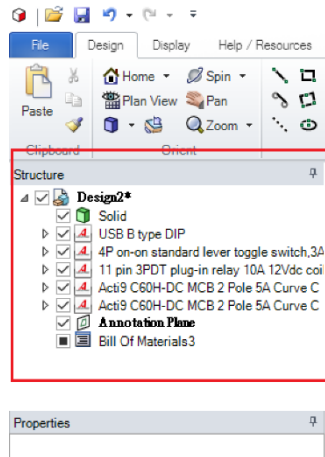 File Design Display Help / Resources
Home Spin
Plan View Pan
Paste
Zoom
Clipboard Orient
Structure
Design2*
Solid
USB B type DIP
4P on-on standard lever toggle switch,3A
11 pin 3PDT plug-in relay 10A 12Vdc coil
Acti9 C60H-DC MCB 2 Pole 5A Curve C
Acti9 C60H-DC MCB 2 Pole 5A Curve C
Annotation Plane
Bill Of Materials3
Properties